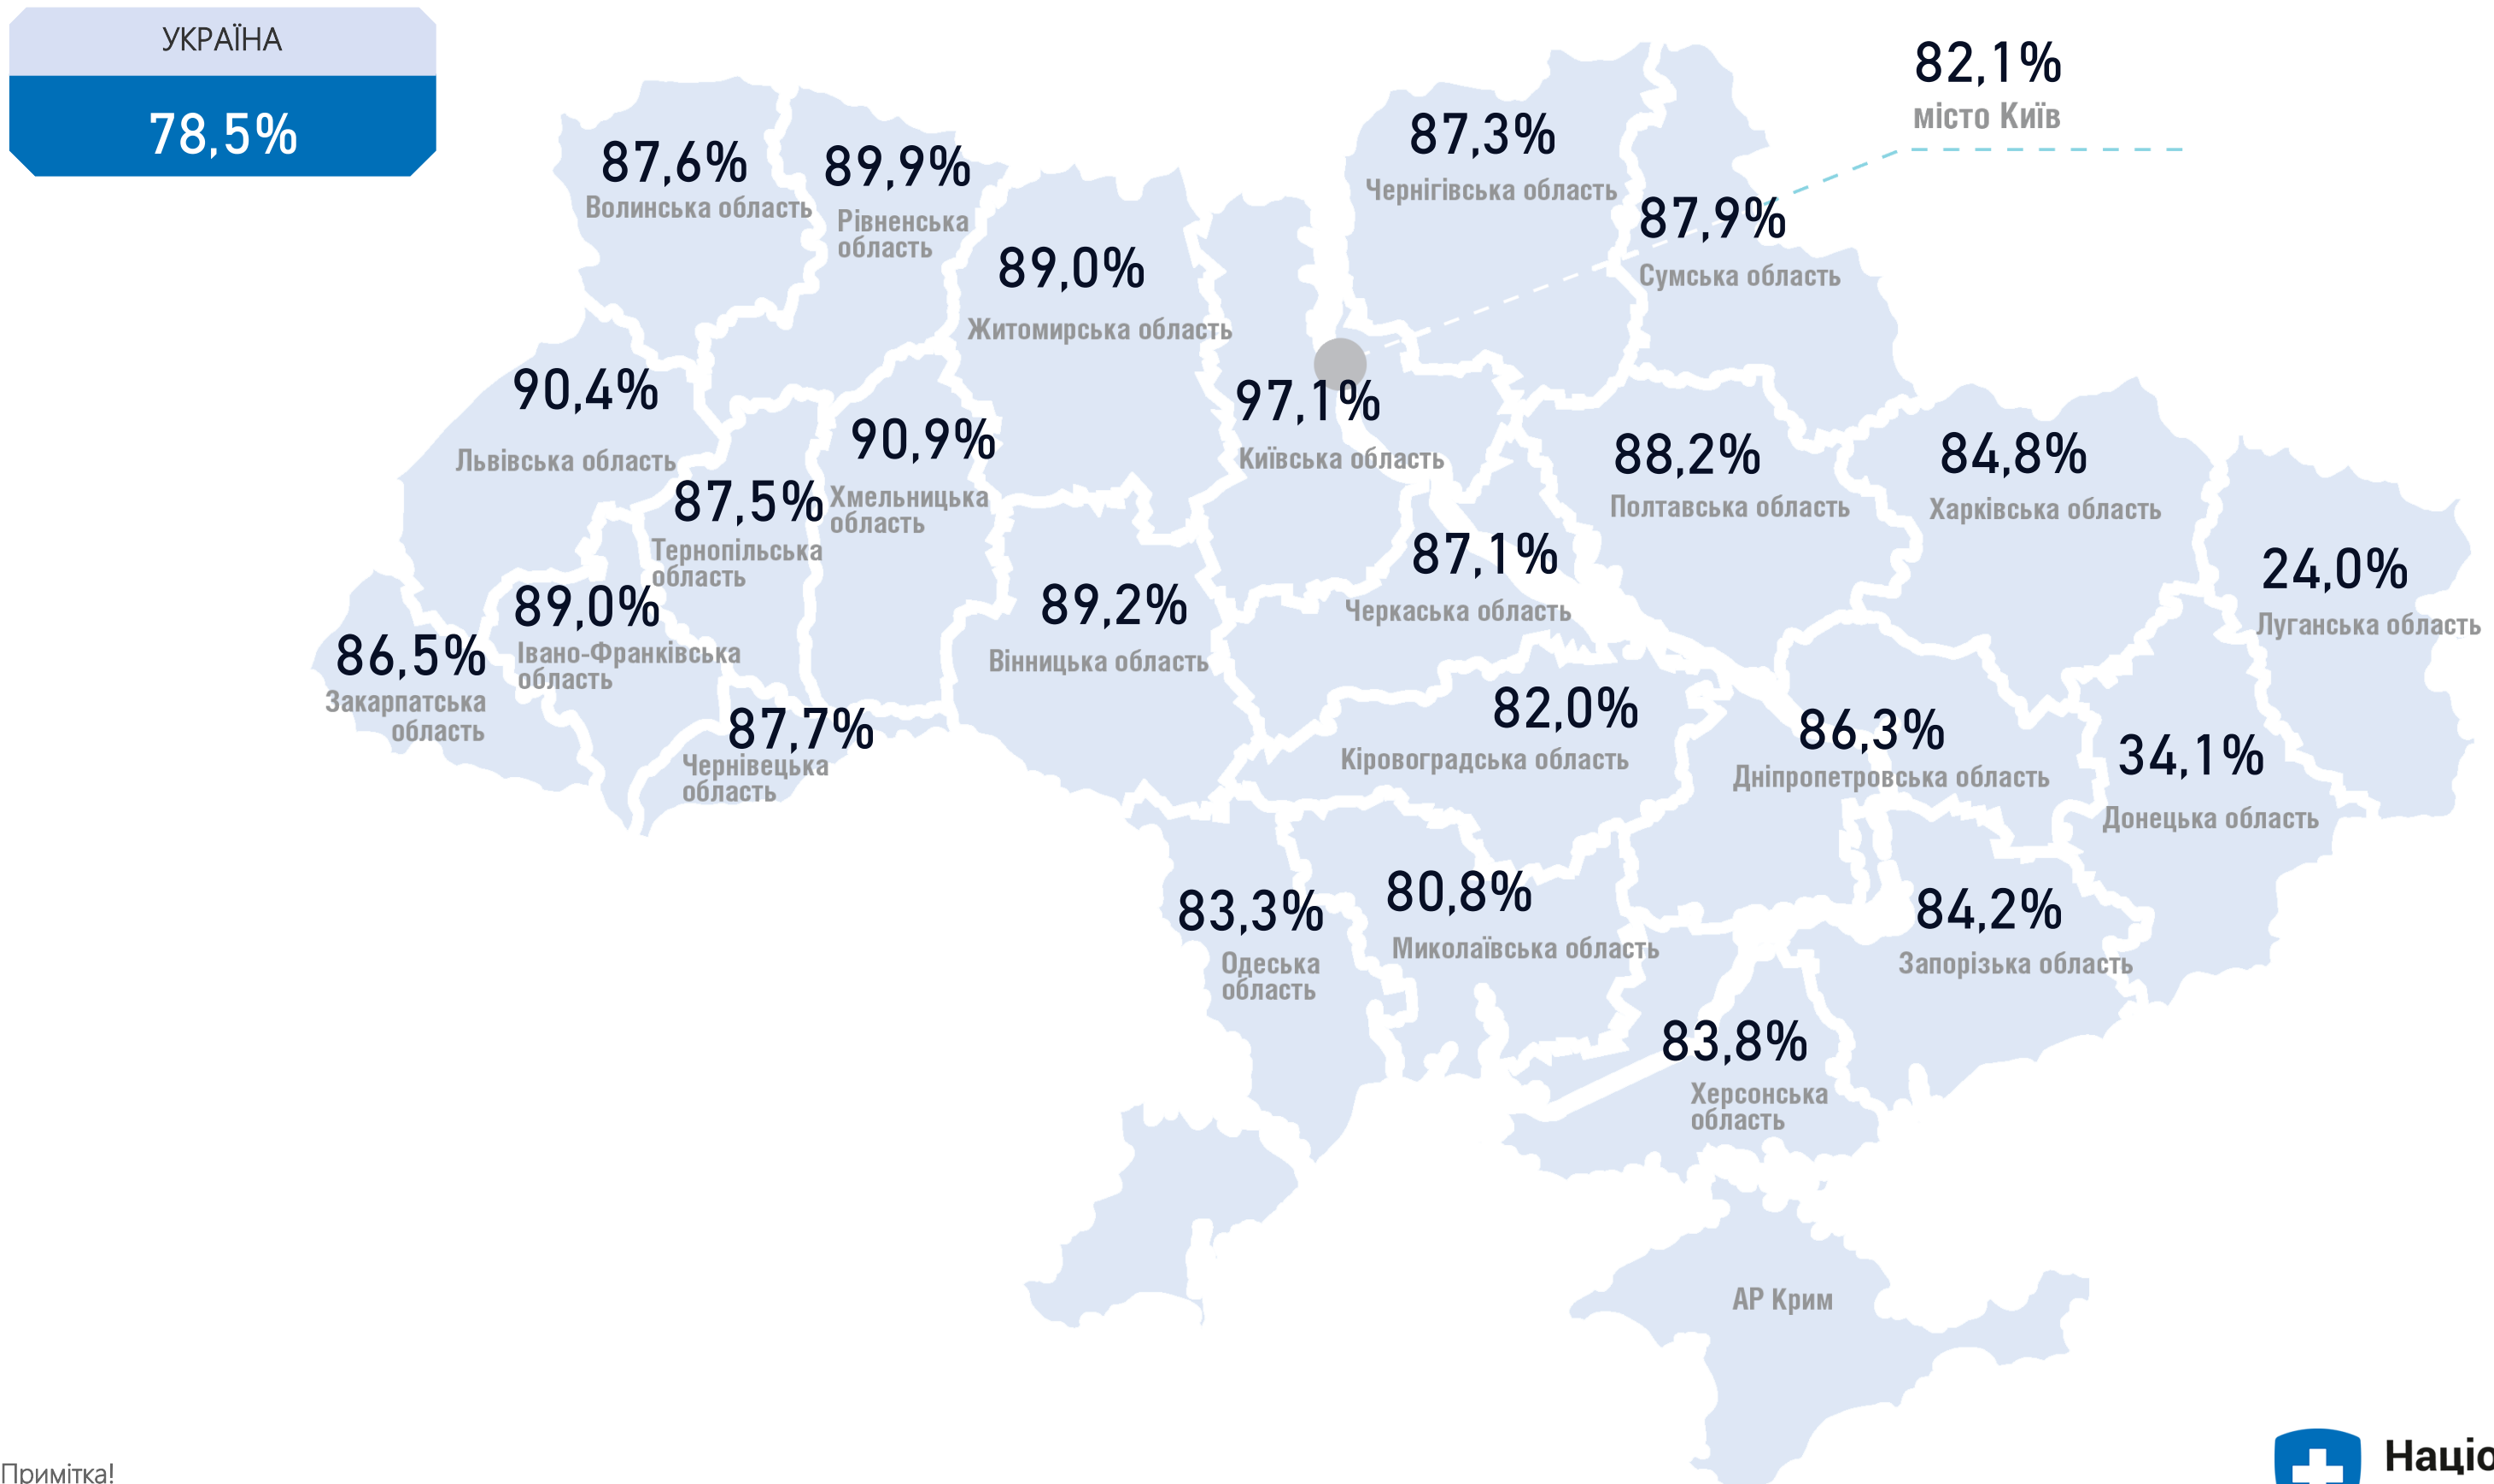 УКРАЇНА
78,5%
82,1%
місто Київ
87,6%
Волинська область
89,9%
Рівненська
область
87,3%
Чернігівська область
87,9%
Сумська область
89,0%
Житомирська область
90,4%
Львівська область
90,9%
Хмельницька
область
97,1%
Київська область
88,2%
Полтавська область
84,8%
Харківська область
87,5%
Тернопільська
область
87,1%
Черкаська область
24,0%
Луганська область
89,0%
Івано-Франківська
область
89,2%
Вінницька область
86,5%
Закарпатська
область
87,7%
Чернівецька
область
82,0%
Кіровоградська область
86,3%
Дніпропетровська область
34,1%
Донецька область
83,3%
Одеська
область
80,8%
Миколаївська область
84,2%
Запорізька область
83,8%
Херсонська
область
АР Крим
Примітка!